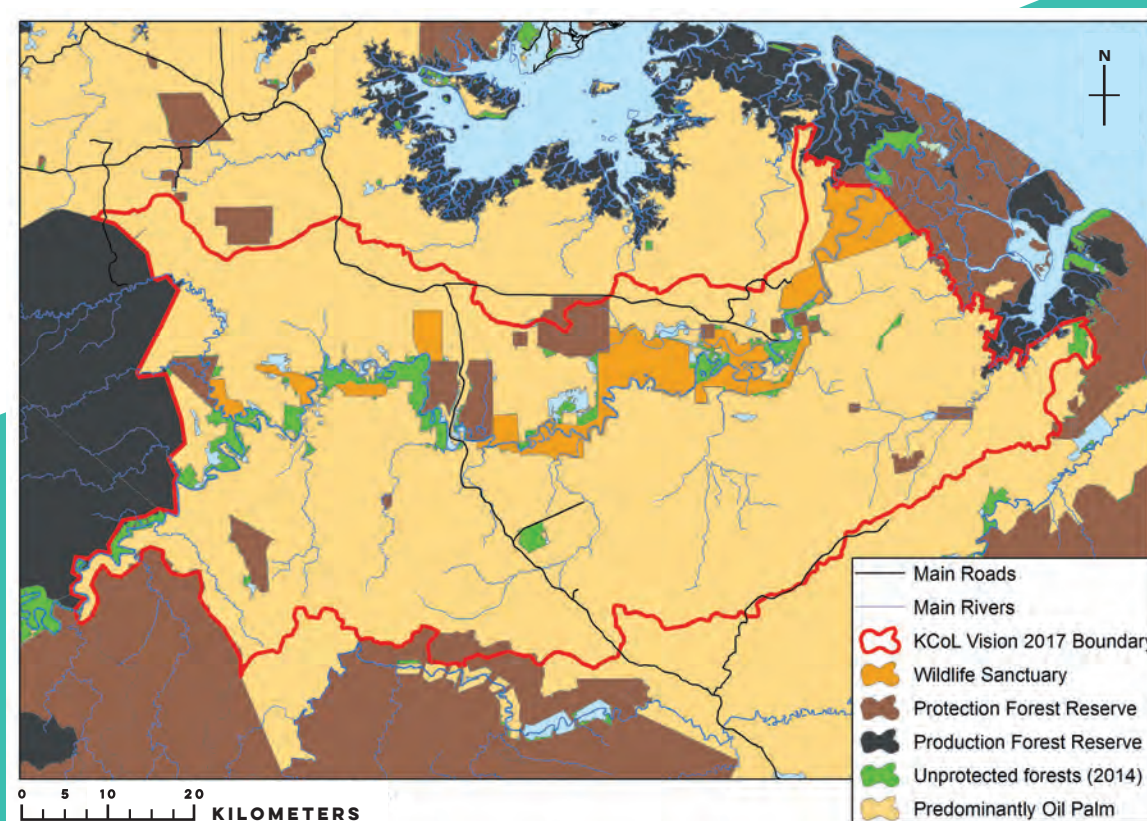 N
Main Roads
Main Rivers
KCoL Vision 2017 Boundary
Wildlife Sanctuary
Protection Forest Reserve
Production Forest Reserve
Unprotected forests (2014)
Predominantly Oil Palm
0 5 10 20
KILOMETERS